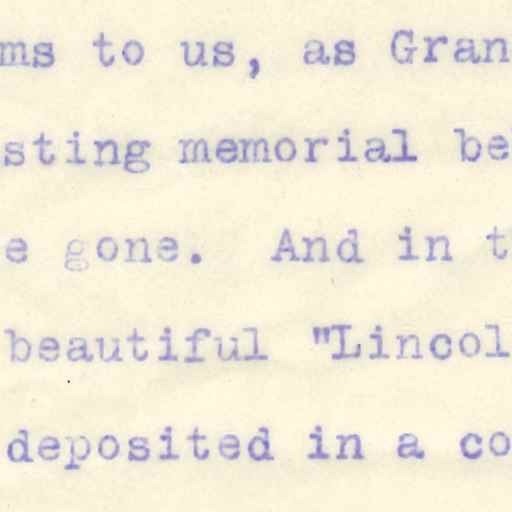 ms to us, as Gran
sting memorial be
e gone. And in t
beautiful "Lincol
deposited in a co